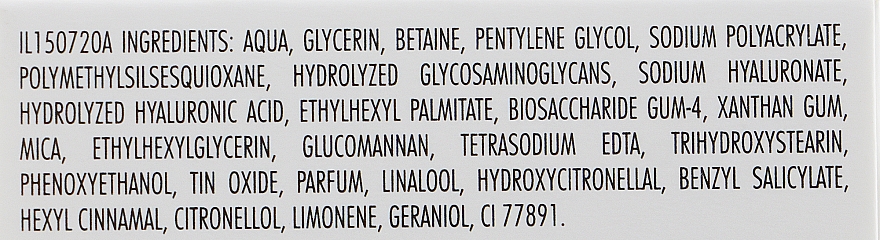 IL150720A INGREDIENTS: AQUA, GLYCERIN, BETAINE, PENTYLENE GLYCOL, SODIUM POLYACRYLATE,
POLYMETHYLSILSESQUIOXANE, HYDROLYZED GLYCOSAMINOGLYCANS, SODIUM HYALURONATE,
HYDROLYZED HYALURONIC ACID, ETHYLHEXYL PALMITATE, BIOSACCHARIDE GUM-4, XANTHAN GUM,
MICA, ETHYLHEXYLGLYCERIN, GLUCOMANNAN, TETRASODIUM EDTA, TRIHYDROXYSTEARIN,
PHENOXYETHANOL, TIN OXIDE, PARFUM, LINALOOL, HYDROXYCITRONELLAL, BENZYL SALICYLATE,
HEXYL CINNAMAL, CITRONELLOL, LIMONENE, GERANIOL, CI 77891.